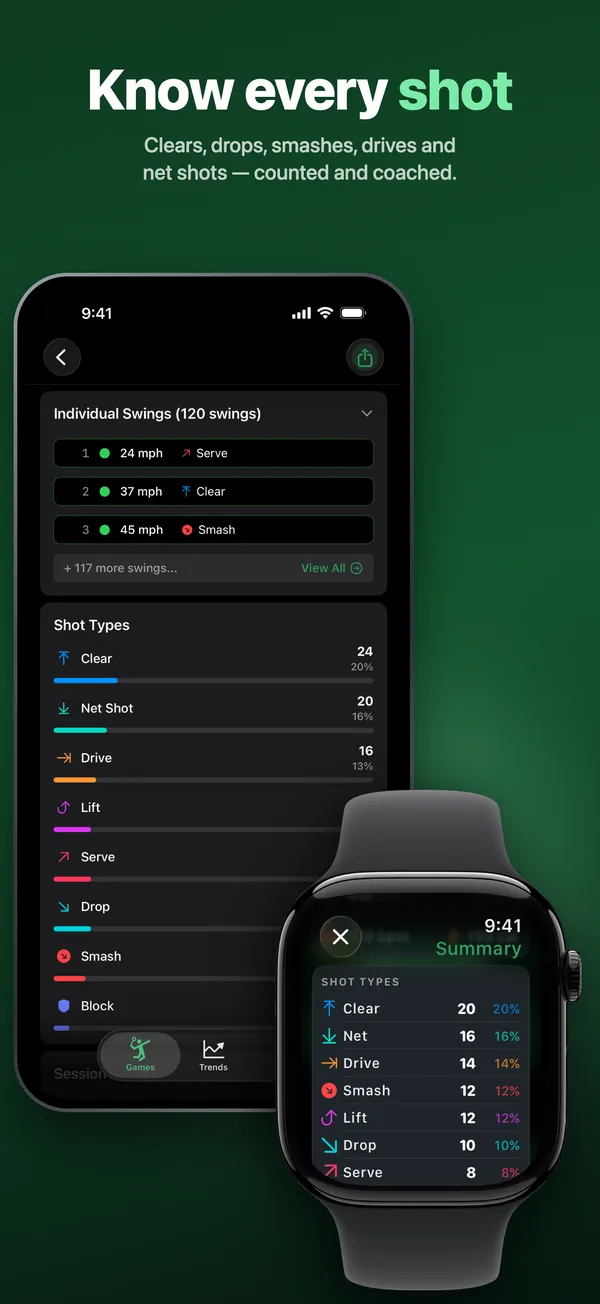 Know every shot
Clears, drops, smashes, drives and
net shots — counted and coached.
9:41
Individual Swings (120 swings)
1 24 mph Serve
2 37 mph Clear
3 45 mph Smash
+ 117 more swings... View All
Shot Types
Clear 24
20%
Net Shot 20
16%
Drive 16
13%
Lift
Serve
Drop
Smash
Block
Session
Games Trends
9:41
Summary
SHOT TYPES
Clear 20 20%
Net 16 16%
Drive 14 14%
Smash 12 12%
Lift 12 12%
Drop 10 10%
Serve 8 8%